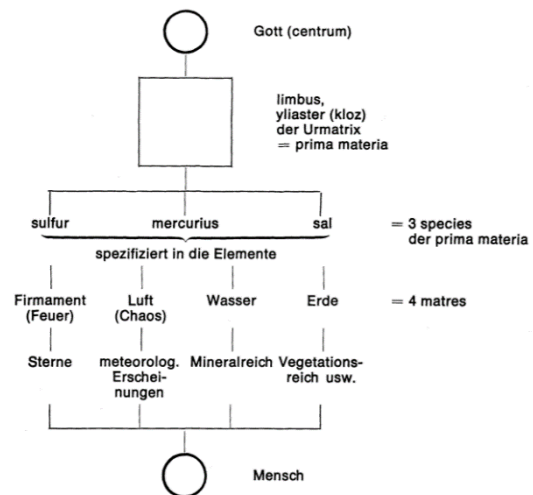 Gott (centrum)
limbus,
yliaster (kloz)
der Urmatrix
= prima materia
sulfur mercurius sal = 3 species
der prima materia
spezifiziert in die Elemente
Firmament Luft Wasser Erde = 4 matres
(Feuer) (Chaos)
Sterne meteorolog. Mineralreich Vegetations-
Erschei- reich usw.
nungen
Mensch